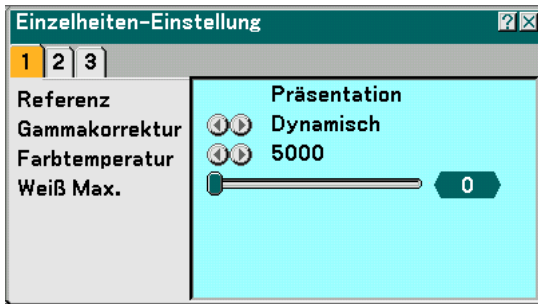 Einzelheiten-Einstellung ? ×
1 2 3
Referenz Präsentation
Gammakorrektur Dynamisch
Farbtemperatur 5000
Weiß Max. 0